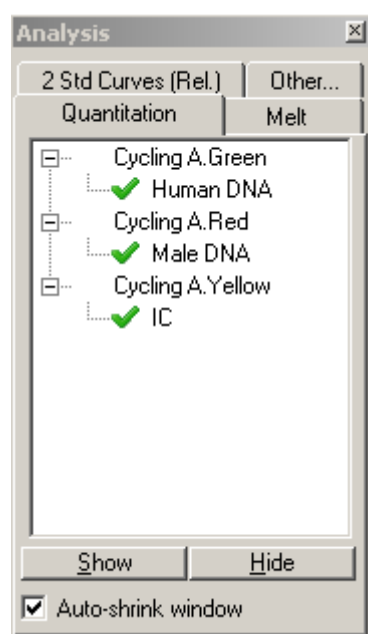 Analysis
2 Std Curves (Rel.) Other...
Quantitation Melt
Cycling A.Green
Human DNA
Cycling A.Red
Male DNA
Cycling A.Yellow
IC
Show Hide
Auto-shrink window